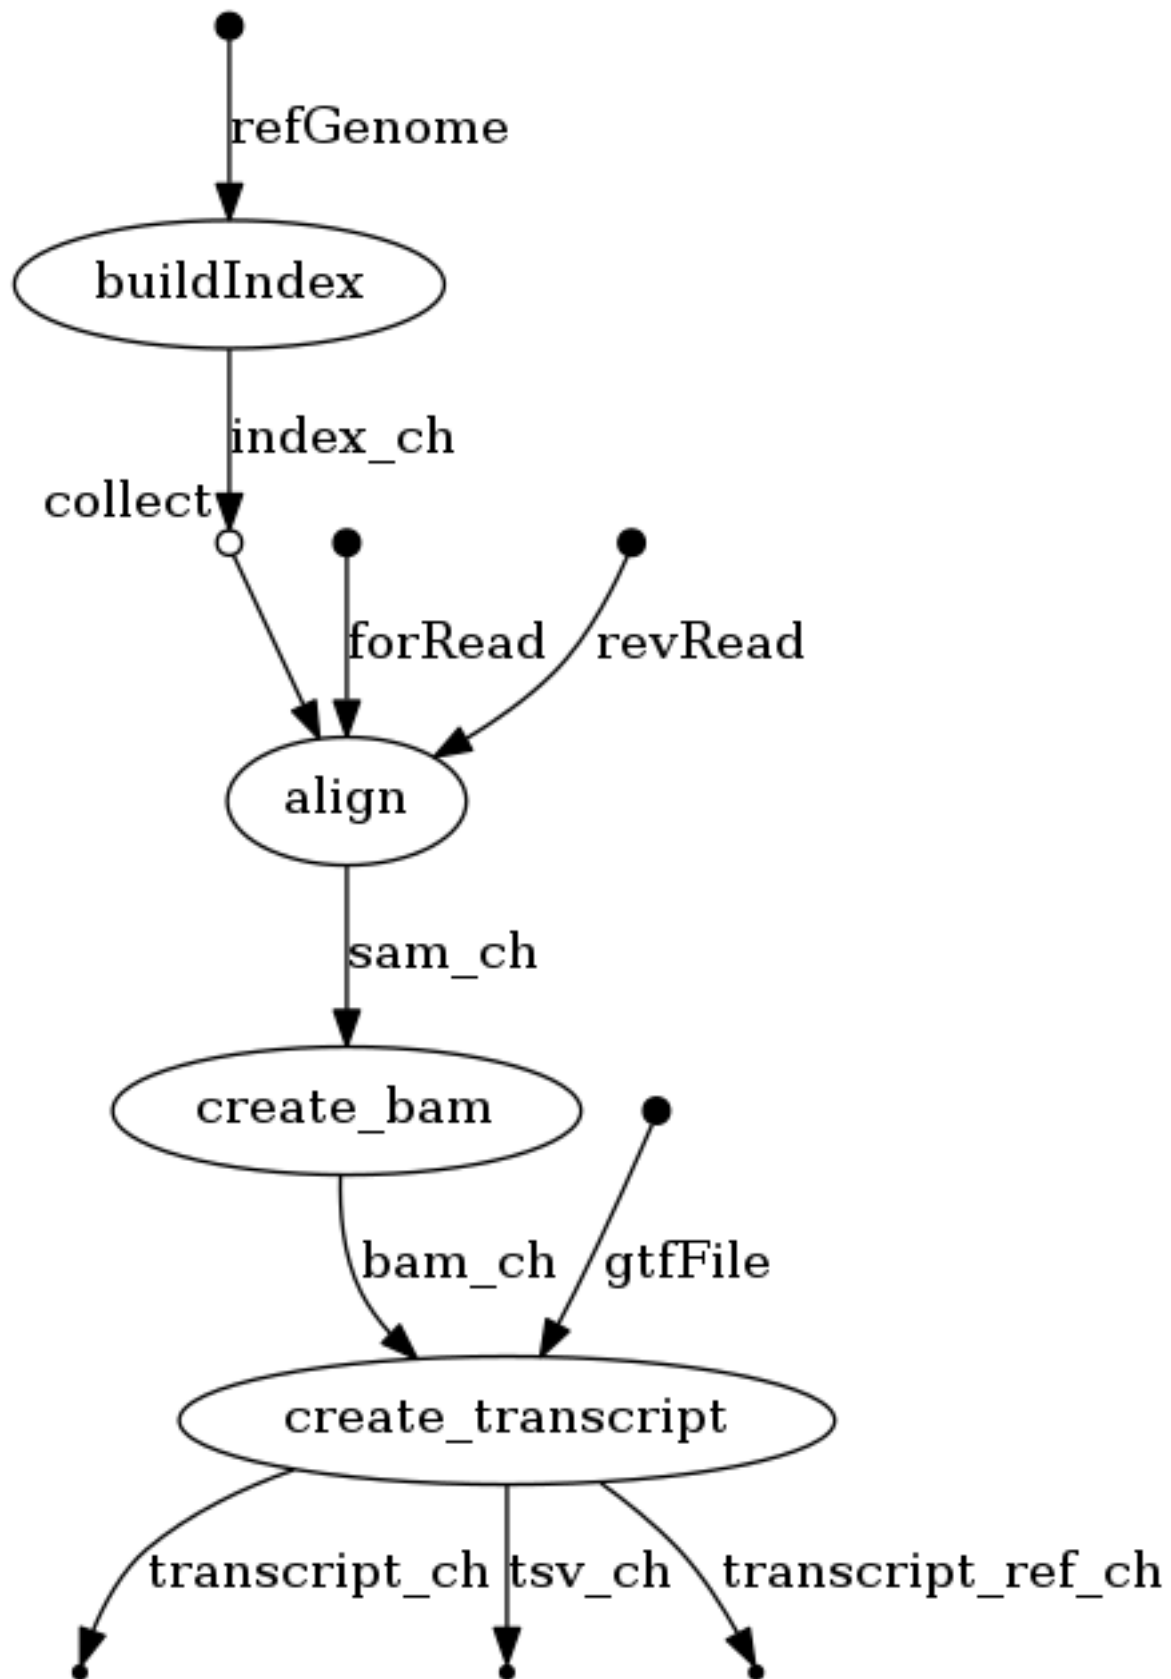 refGenome
buildIndex
index_ch
collect
forRead
revRead
align
sam_ch
create_bam
bam_ch
gtfFile
create_transcript
transcript_ch
tsv_ch
transcript_ref_ch